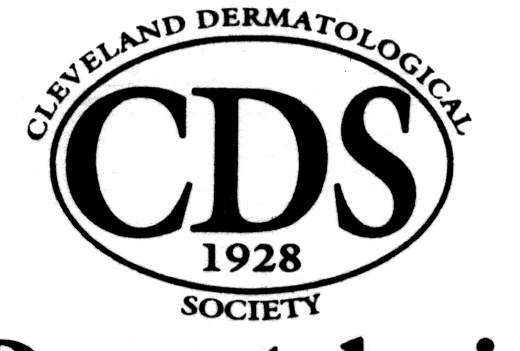 CLEVELAND DERMATOLOGICAL
CDS
1928
SOCIETY